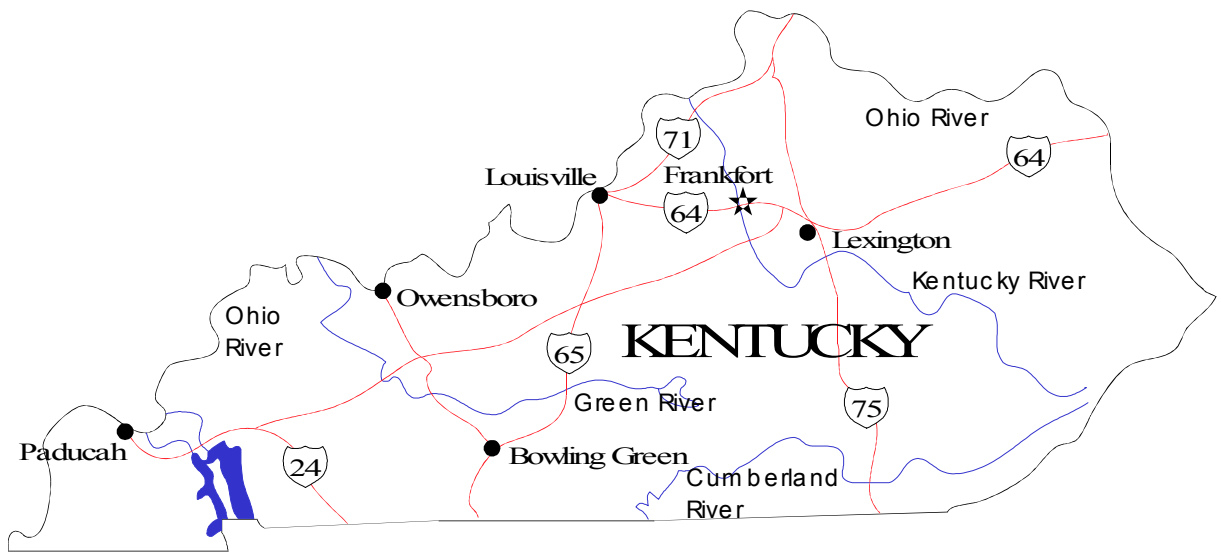 71
Ohio River
64
Louisville
Frankfort
64
Lexington
Kentucky River
Owensboro
Ohio
River
KENTUCKY
65
Green River
75
Paducah
24
Bowling Green
Cumberland
River